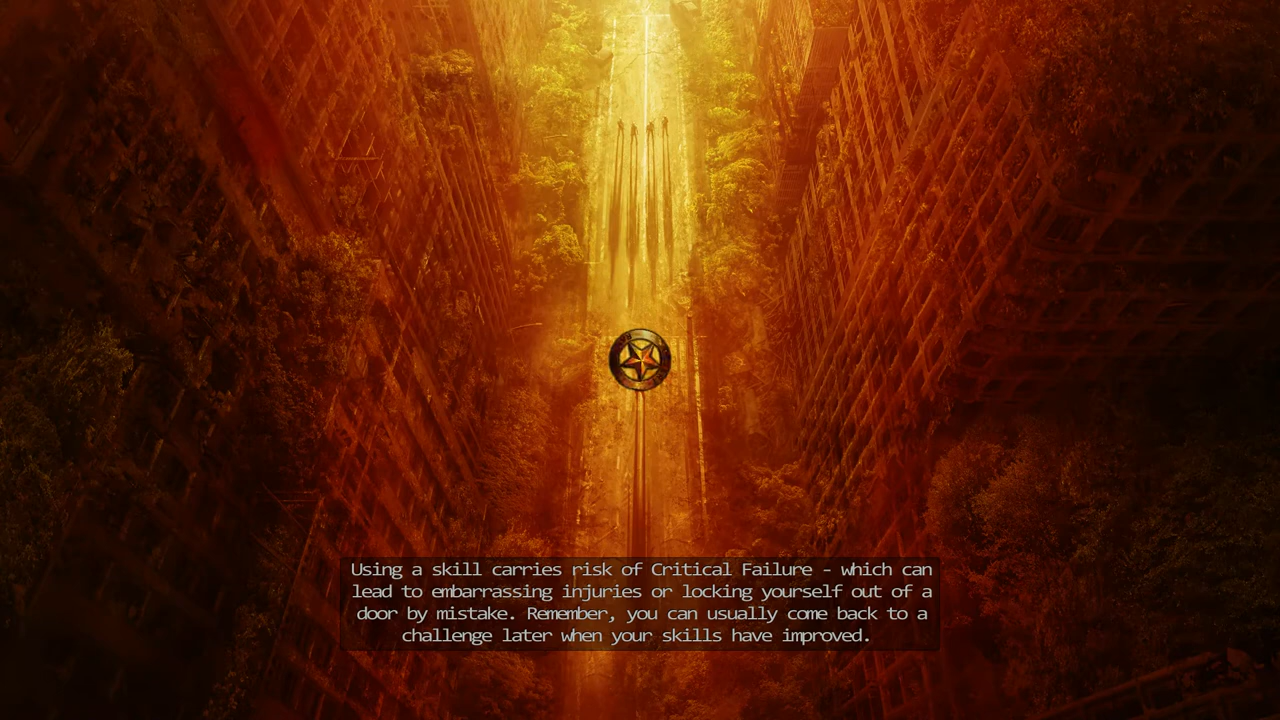 Using a skill carries risk of Critical Failure - which can
lead to embarrassing injuries or locking yourself out of a
door by mistake. Remember, you can usually come back to a
challenge later when your skills have improved.